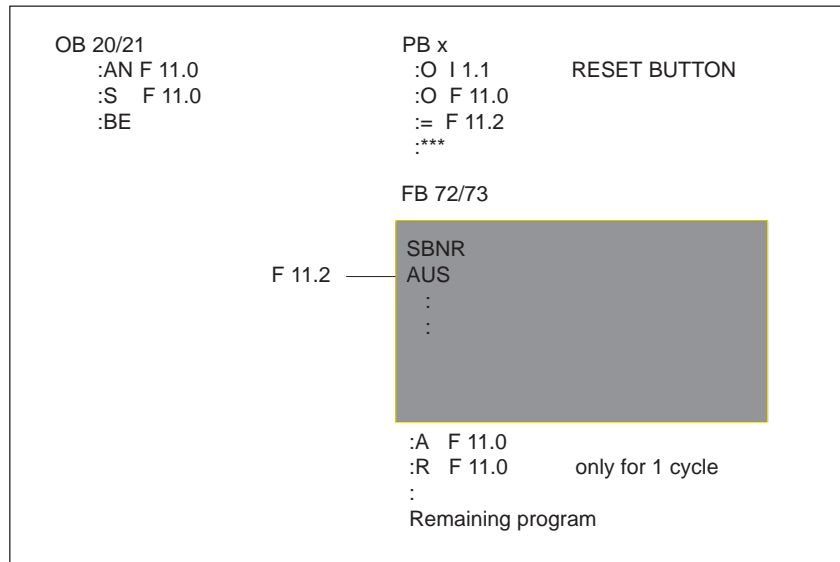 OB 20/21
:AN F 11.0
:S F 11.0
:BE
PB x
:O I 1.1 RESET BUTTON
:O F 11.0
:= F 11.2
:***
FB 72/73
SBNR
F 11.2 AUS
:
:
:A F 11.0
:R F 11.0 only for 1 cycle
:
Remaining program